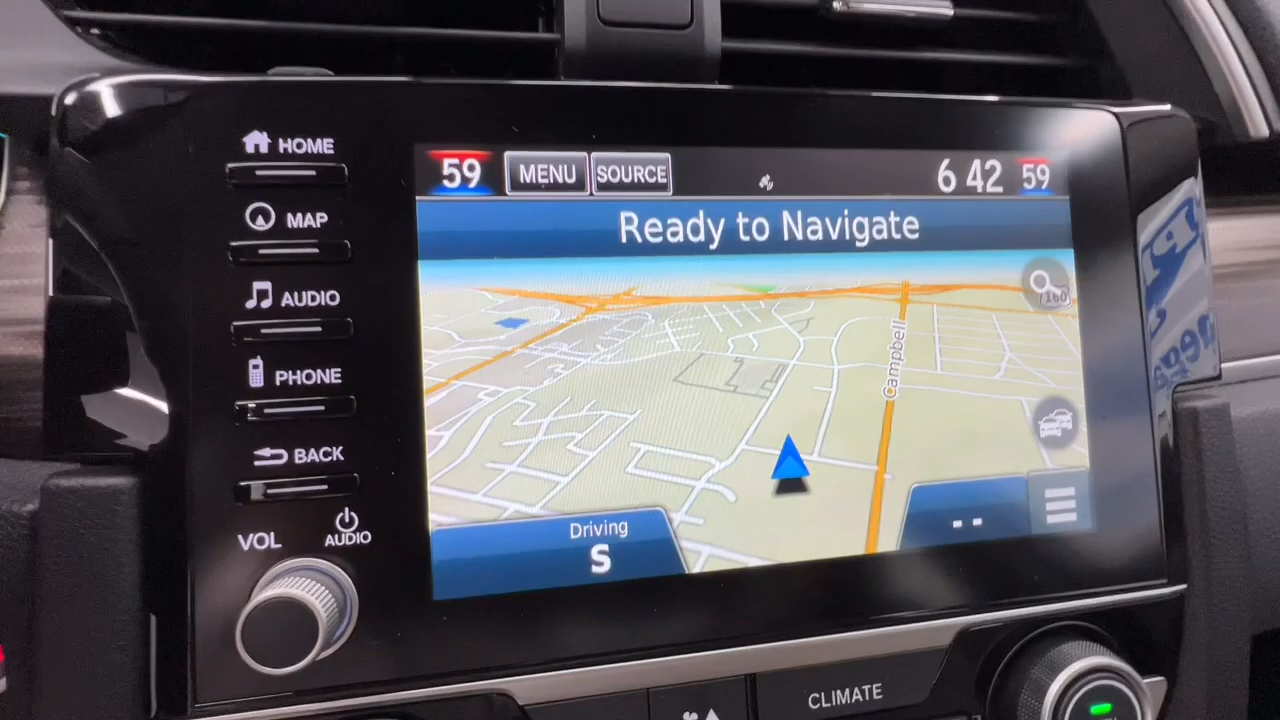 HOME
MAP
AUDIO
PHONE
BACK
VOL
AUDIO
59
MENU
SOURCE
6 42
59
Ready to Navigate
160
Campbell
Driving
S
--
CLIMATE